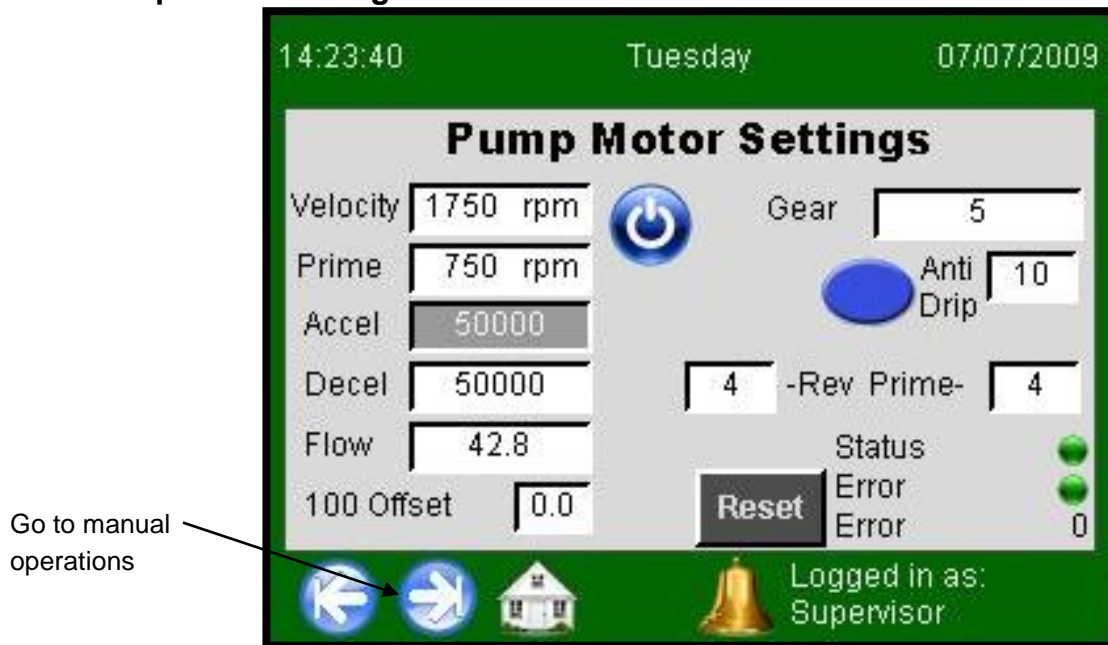 14:23:40 Tuesday 07/07/2009
Pump Motor Settings
Velocity 1750 rpm Gear 5
Prime 750 rpm Anti Drip 10
Accel 50000
Decel 50000 4 -Rev Prime- 4
Flow 42.8 Status
100 Offset 0.0 Reset Error
Error 0
Go to manual
operations
Logged in as:
Supervisor